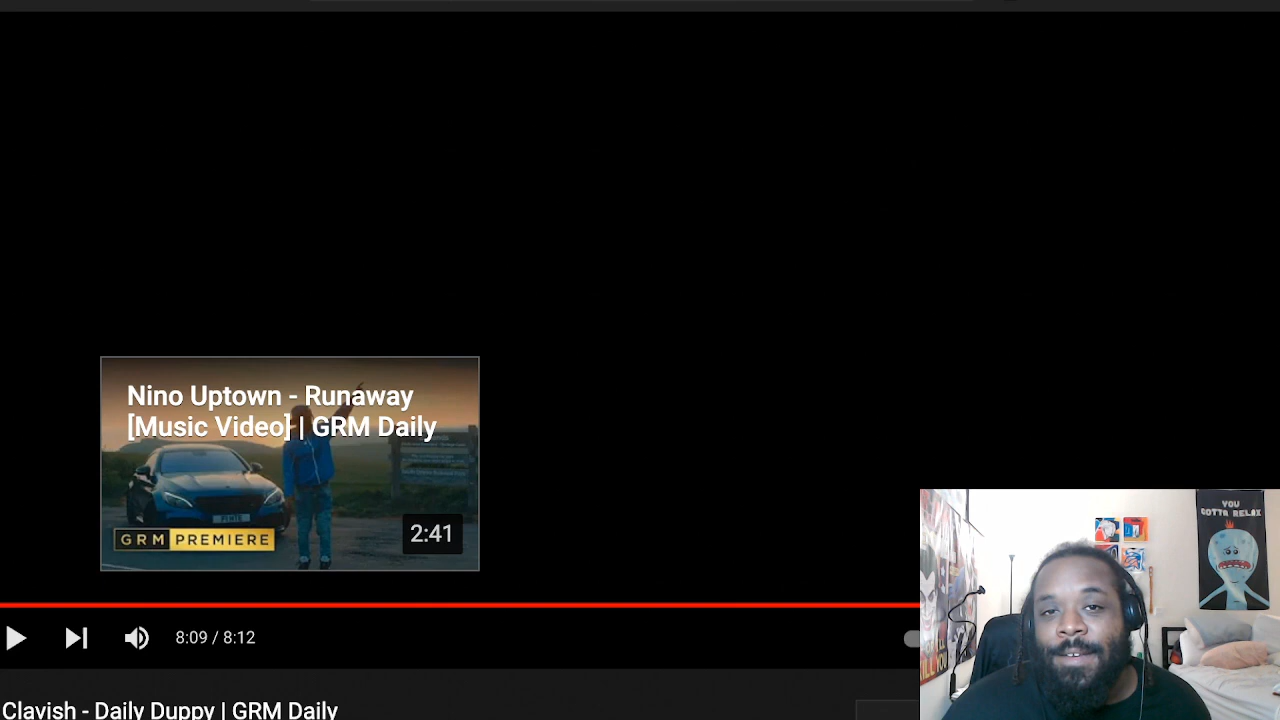 Nino Uptown - Runaway
[Music Video] | GRM Daily
GRM PREMIERE
2:41
8:09 / 8:12
Clavish - Daily Duppy | GRM Daily
YOU
GOTTA RELAX